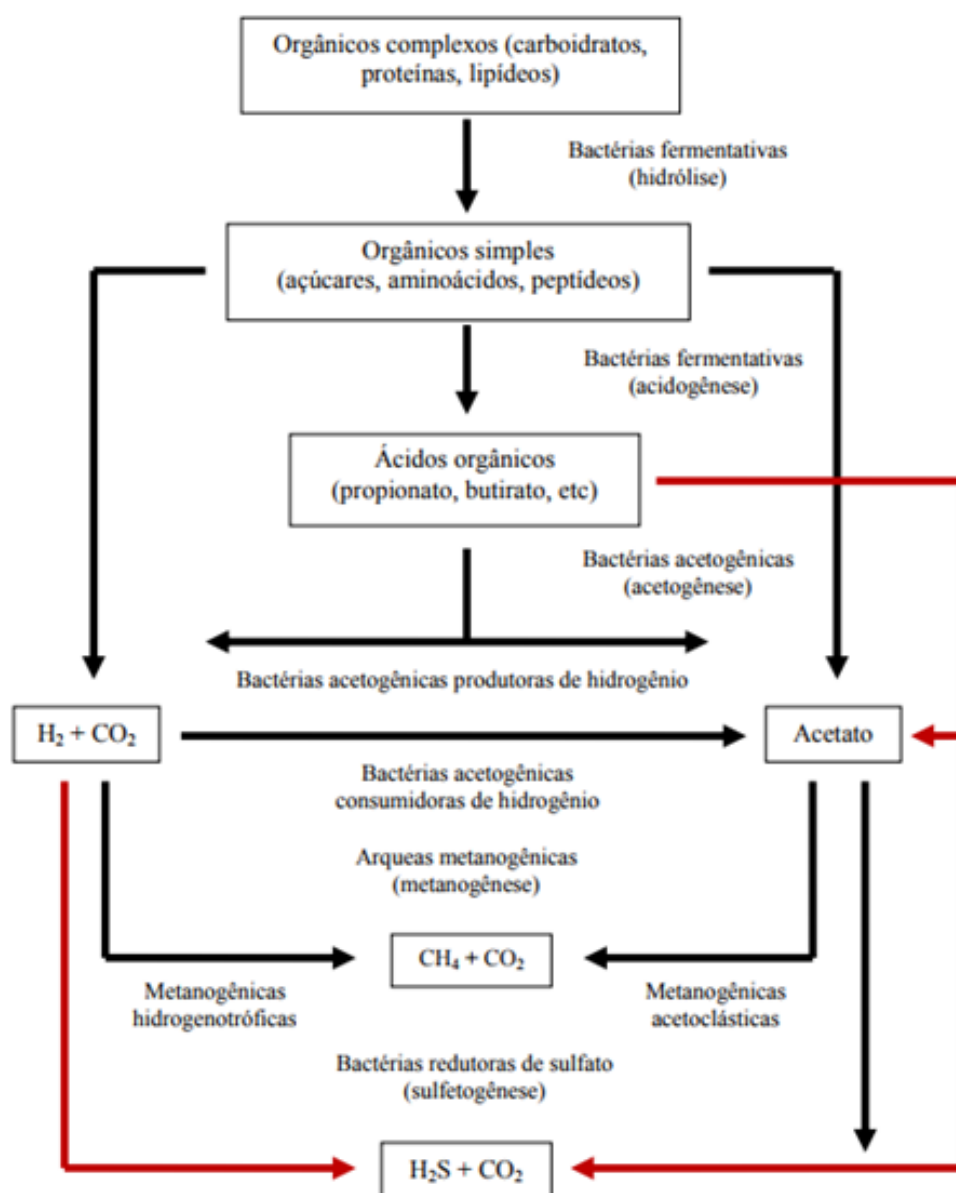 Orgânicos complexos (carboidratos,
proteínas, lipídeos)
Bactérias fermentativas
(hidrólise)
Orgânicos simples
(açúcares, aminoácidos, peptídeos)
Bactérias fermentativas
(acidogênese)
Ácidos orgânicos
(propionato, butirato, etc)
Bactérias acetogênicas
(acetogênese)
Bactérias acetogênicas produtoras de hidrogênio
H₂ + CO₂
Acetato
Bactérias acetogênicas
consumidoras de hidrogênio
Arqueas metanogênicas
(metanogênese)
CH₄ + CO₂
Metanogênicas
hidrogenotróficas
Metanogênicas
acetoclásticas
Bactérias redutoras de sulfato
(sulfetogênese)
H₂S + CO₂